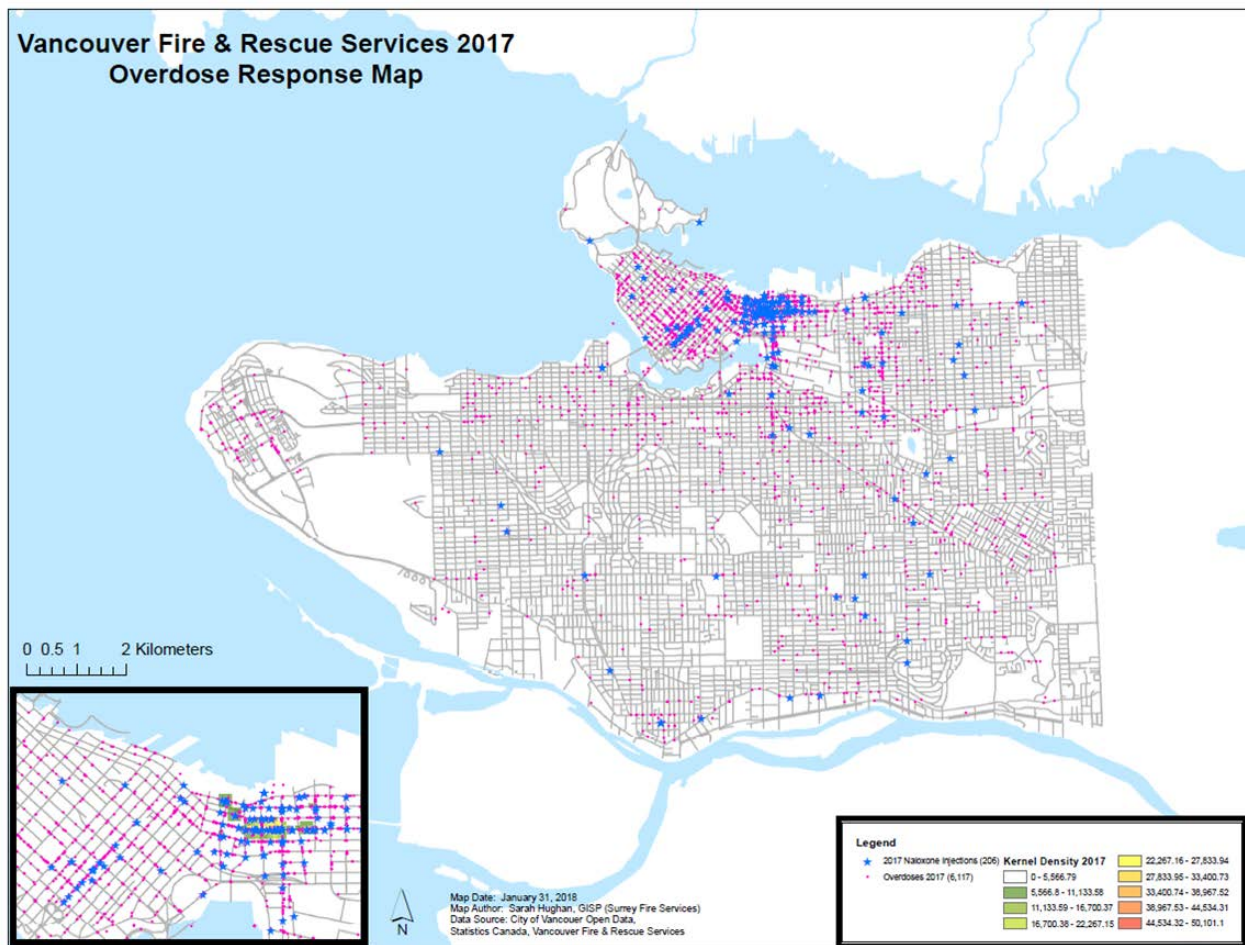 Vancouver Fire & Rescue Services 2017
Overdose Response Map
0 0.5 1 2 Kilometers
N
Map Date: January 31, 2018
Map Author: Sarah Hughan, GISP (Surrey Fire Services)
Data Source: City of Vancouer Open Data,
Statistics Canada, Vancouver Fire & Rescue Services
Legend
2017 Naloxone Injections (206)
Overdoses 2017 (6,117)
Kernel Density 2017
0 - 5,566.79
5,566.8 - 11,133.58
11,133.59 - 16,700.37
16,700.38 - 22,267.15
22,267.16 - 27,833.94
27,833.95 - 33,400.73
33,400.74 - 38,967.52
38,967.53 - 44,534.31
44,534.32 - 50,101.1